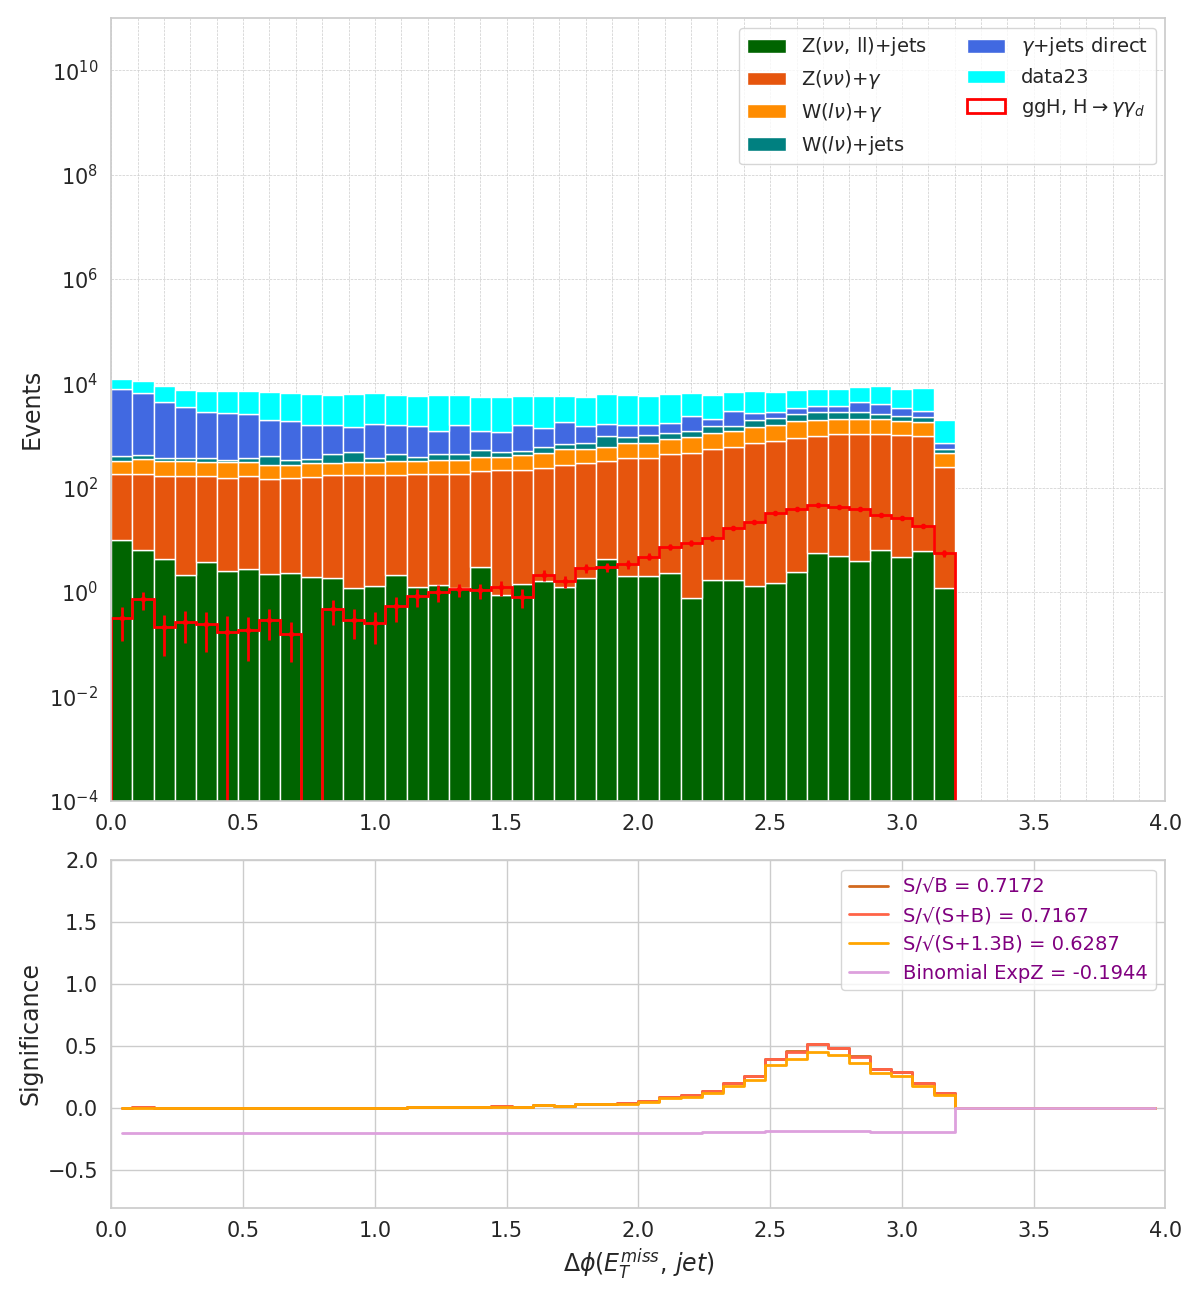 Z(νν, ll)+jets
Z(νν)+γ
W(lν)+γ
W(lν)+jets
γ+jets direct
data23
ggH, H→γγ_d
Events
10^10
10^8
10^6
10^4
10^2
10^0
10^−2
10^−4
0.0 0.5 1.0 1.5 2.0 2.5 3.0 3.5 4.0
S/√B = 0.7172
S/√(S+B) = 0.7167
S/√(S+1.3B) = 0.6287
Binomial ExpZ = -0.1944
Significance
2.0
1.5
1.0
0.5
0.0
−0.5
0.0 0.5 1.0 1.5 2.0 2.5 3.0 3.5 4.0
Δϕ(E_T^miss, jet)